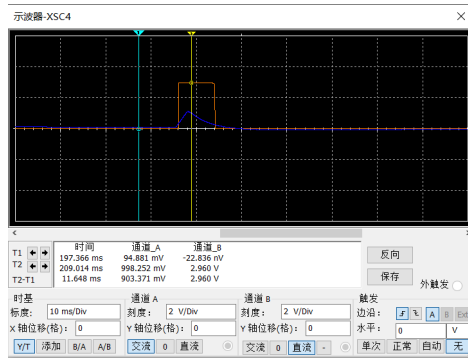 示波器-XSC4
1
2
时间 通道_A 通道_B
T1 197.366 ms 94.881 mV -22.836 nV
T2 209.014 ms 998.252 mV 2.960 V
T2-T1 11.648 ms 903.371 mV 2.960 V
反向
保存
外触发
时基 通道 A 通道 B 触发
标度: 10 ms/Div 刻度: 2 V/Div 刻度: 2 V/Div 边沿: A B Ext
X 轴位移(格): 0 Y 轴位移(格): 0 Y 轴位移(格): 0 水平: 0 V
Y/T 添加 B/A A/B 交流 0 直流 交流 0 直流 - 单次 正常 自动 无